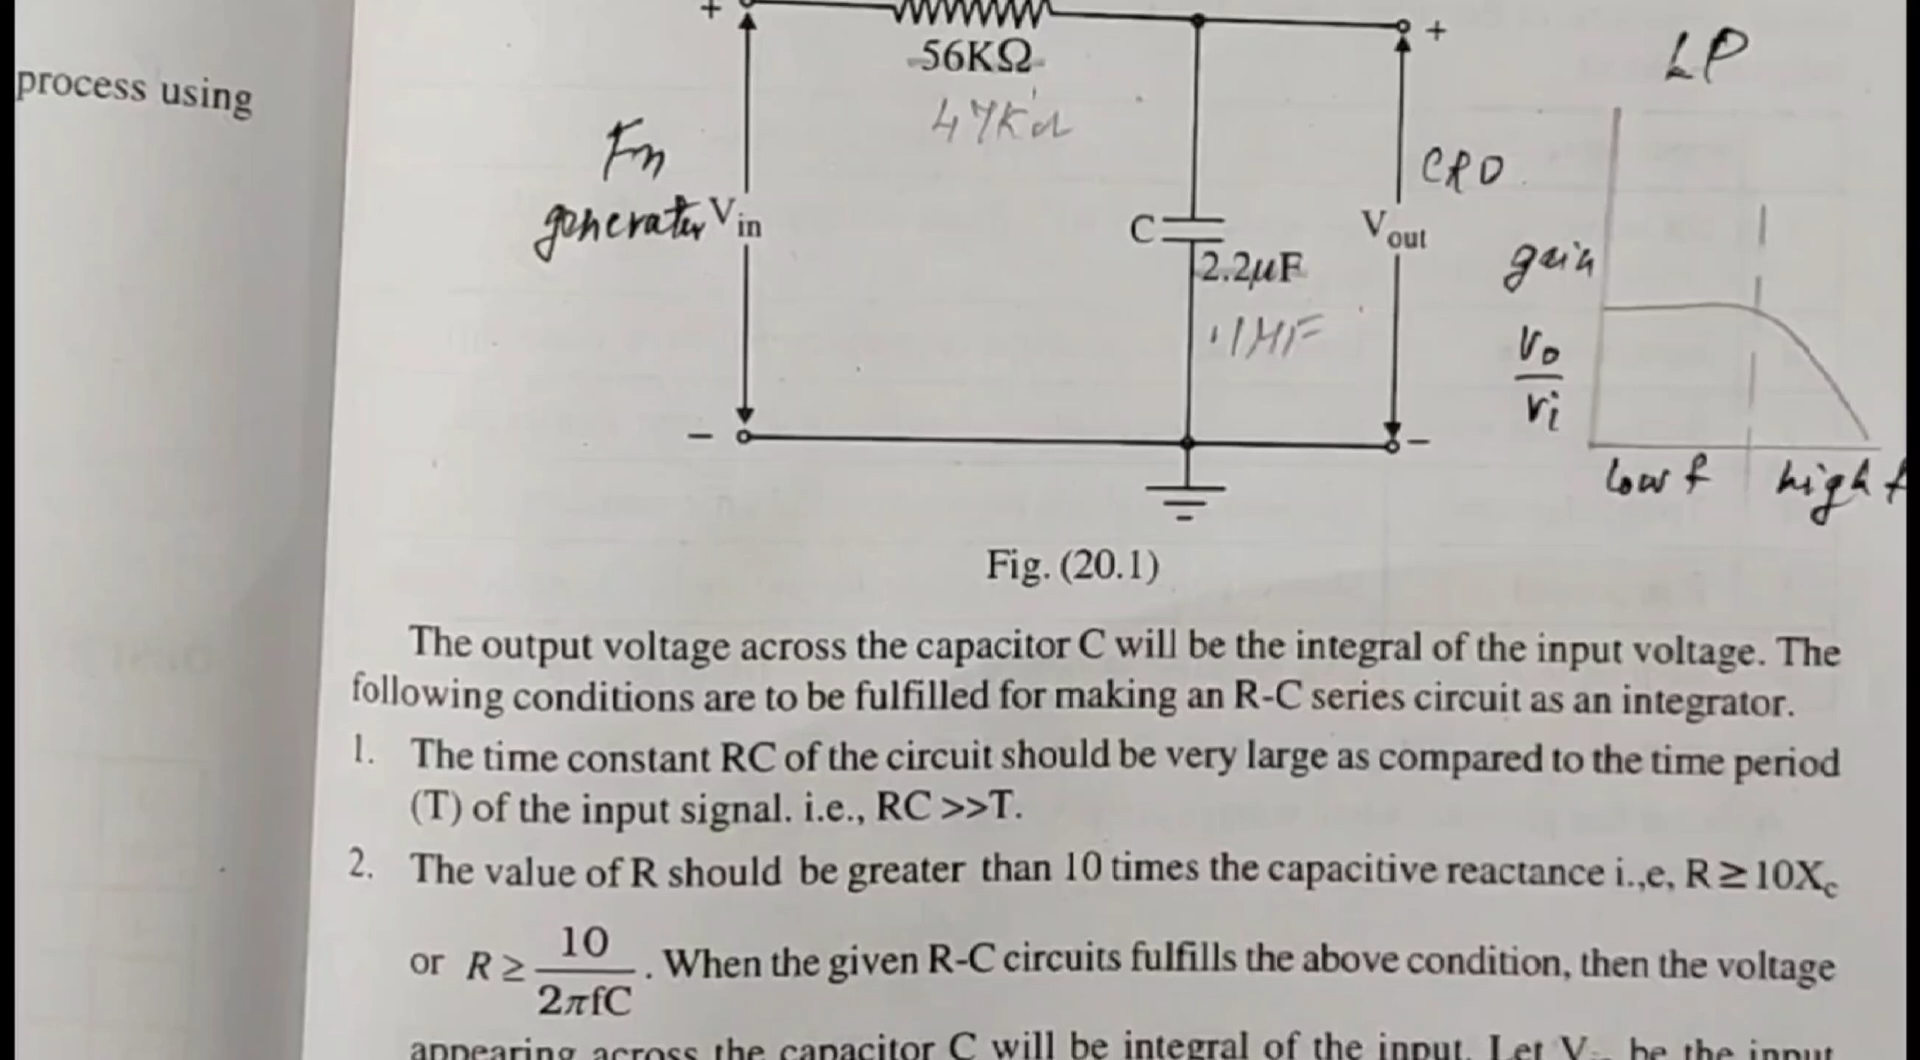 process using
+
56KΩ
+
LP
47KΩ
Fn
generater
Vin
CRO
C
2.2μF
Vout
gain
.1μF
Vo
Vi
−
−
low f
high f
Fig. (20.1)
The output voltage across the capacitor C will be the integral of the input voltage. The
following conditions are to be fulfilled for making an R-C series circuit as an integrator.
1. The time constant RC of the circuit should be very large as compared to the time period
(T) of the input signal. i.e., RC >>T.
2. The value of R should be greater than 10 times the capacitive reactance i.,e, R ≥ 10Xc
or R ≥ 10/2πfC . When the given R-C circuits fulfills the above condition, then the voltage
appearing across the capacitor C will be integral of the input. Let V be the input